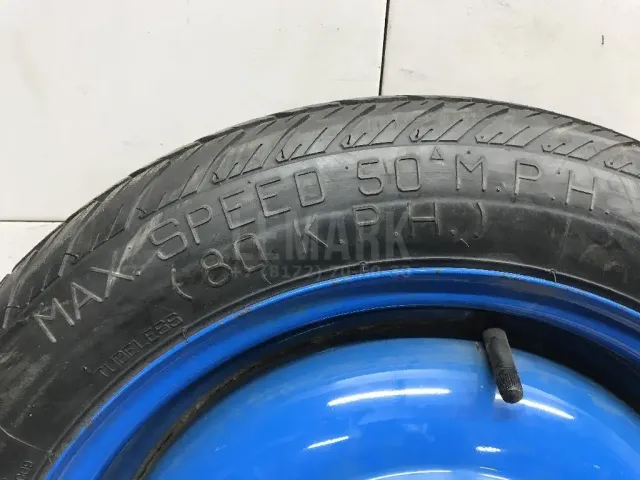 MAX. SPEED 50 M.P.H.
(80 K.P.H.)
TUBELESS